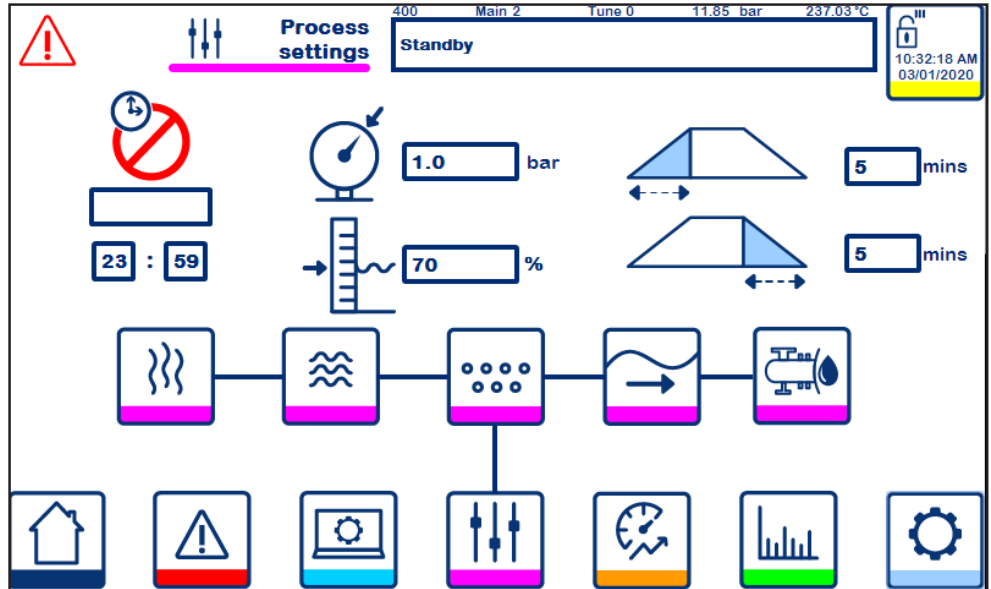 400 Main 2 Tune 0 11.85 bar 237.03 °C
Process
settings
Standby
10:32:18 AM
03/01/2020
1.0 bar
5 mins
23 : 59
70 %
5 mins